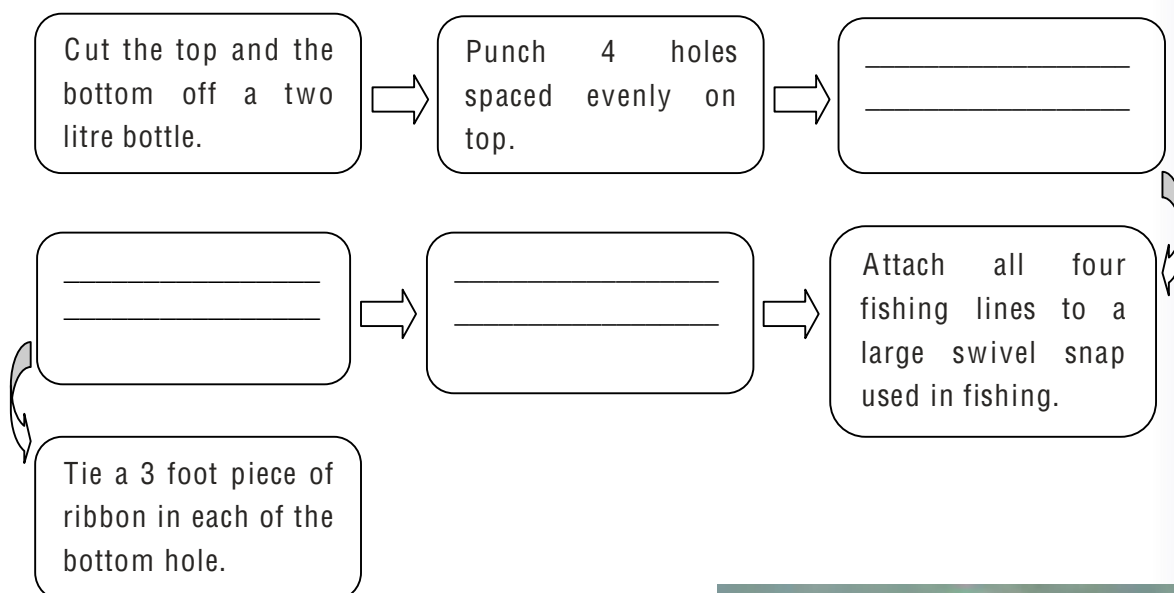 Cut the top and the
bottom off a two
litre bottle.
Punch 4 holes
spaced evenly on
top.
Attach all four
fishing lines to a
large swivel snap
used in fishing.
Tie a 3 foot piece of
ribbon in each of the
bottom hole.